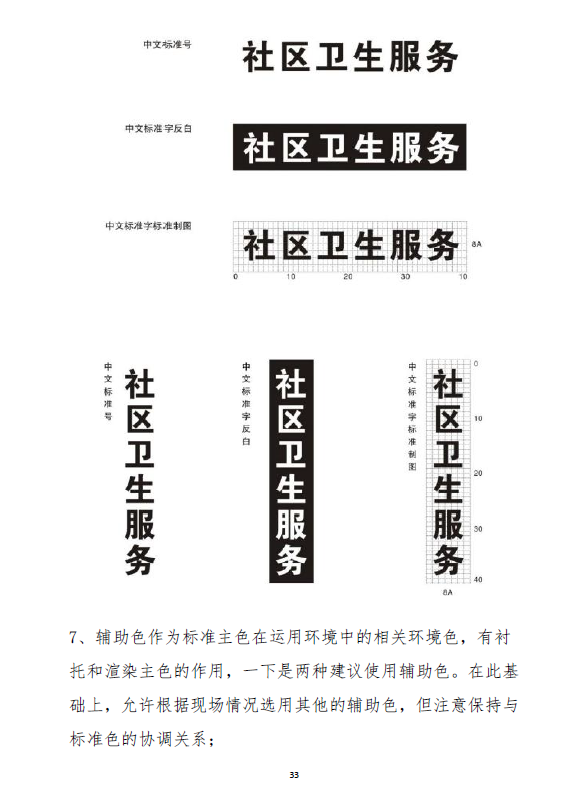 中文标准号
社区卫生服务
中文标准字反白
社区卫生服务
中文标准字标准制图
社区卫生服务
8A
0 10 20 30 10
中文标准号
社区卫生服务
中文标准字反白
社区卫生服务
中文标准字标准制图
社区卫生服务
0
10
20
30
40
8A
7、辅助色作为标准主色在运用环境中的相关环境色，有衬
托和渲染主色的作用，一下是两种建议使用辅助色。在此基
础上，允许根据现场情况选用其他的辅助色，但注意保持与
标准色的协调关系；
33